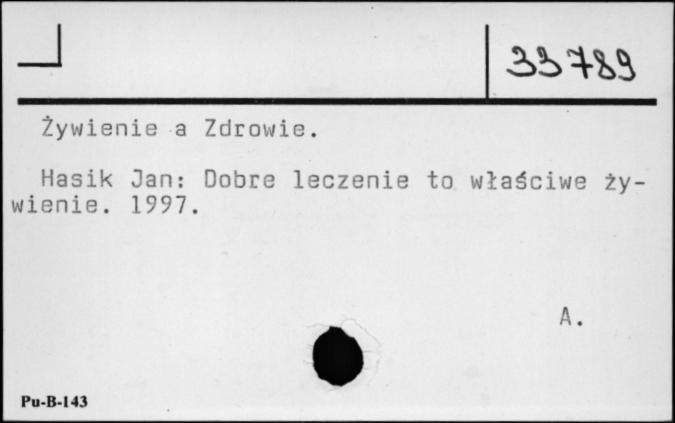 33789
Żywienie a Zdrowie.
Hasik Jan: Dobre leczenie to właściwe ży-
wienie. 1997.
A.
Pu-B-143